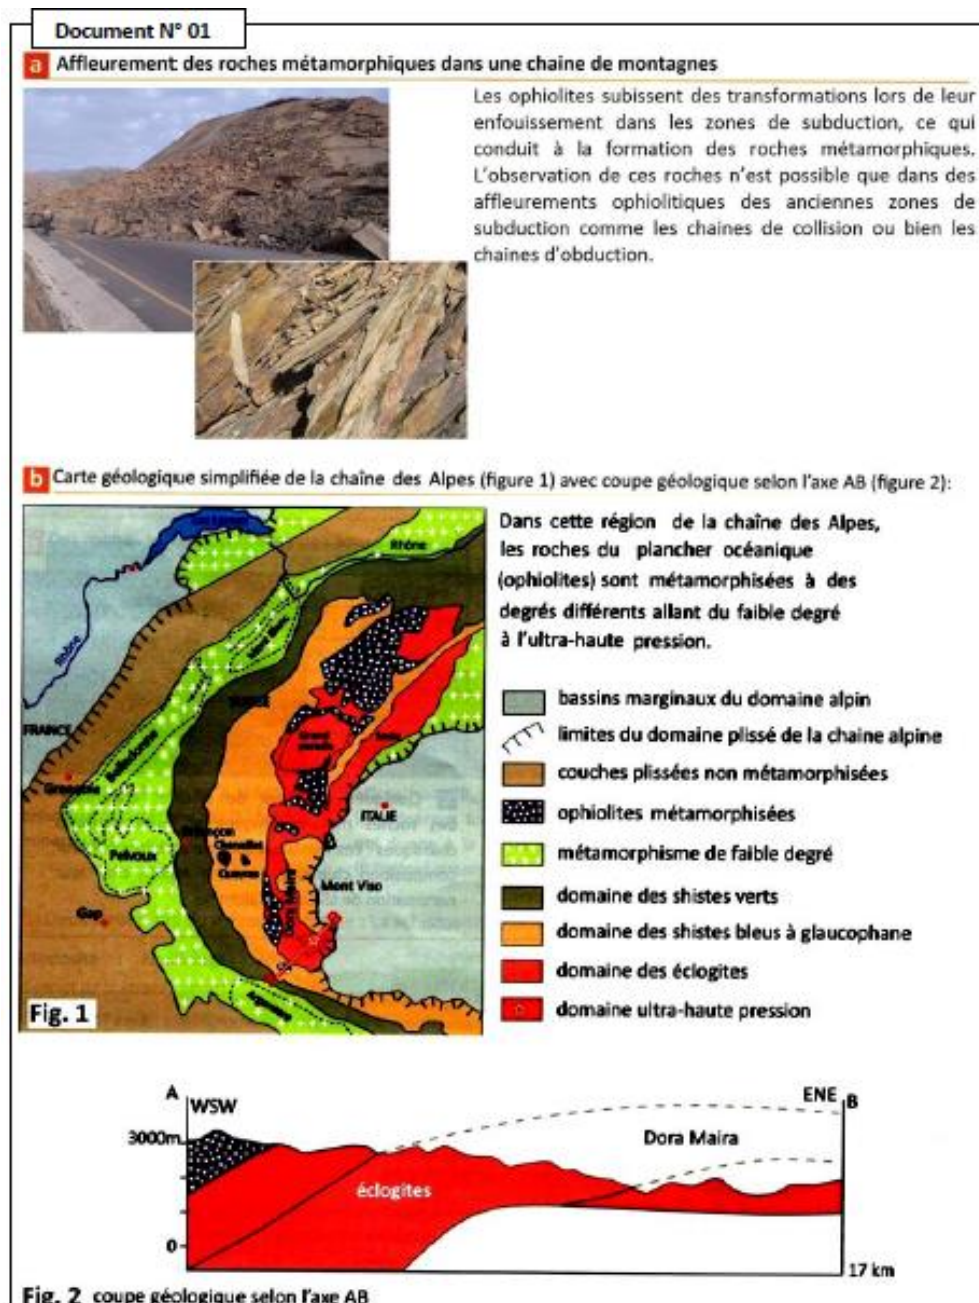 Document N° 01
a Affleurement des roches métamorphiques dans une chaîne de montagnes
Les ophiolites subissent des transformations lors de leur
enfouissement dans les zones de subduction, ce qui
conduit à la formation des roches métamorphiques.
L'observation de ces roches n'est possible que dans des
affleurements ophiolitiques des anciennes zones de
subduction comme les chaines de collision ou bien les
chaines d'obduction.
b Carte géologique simplifiée de la chaîne des Alpes (figure 1) avec coupe géologique selon l'axe AB (figure 2):
Dans cette région de la chaîne des Alpes,
les roches du plancher océanique
(ophiolites) sont métamorphisées à des
degrés différents allant du faible degré
à l'ultra-haute pression.
bassins marginaux du domaine alpin
limites du domaine plissé de la chaine alpine
couches plissées non métamorphisées
ophiolites métamorphisées
métamorphisme de faible degré
domaine des shistes verts
domaine des shistes bleus à glaucophane
domaine des éclogites
domaine ultra-haute pression
Rhône
Rhône
FRANCE
Belledonne
Grenoble
Pelvoux
Gap
ITALIE
Mont Viso
Dora Maira
Fig. 1
A
WSW
ENE
B
3000m
Dora Maira
éclogites
0
17 km
Fig. 2 coupe géologique selon l'axe AB